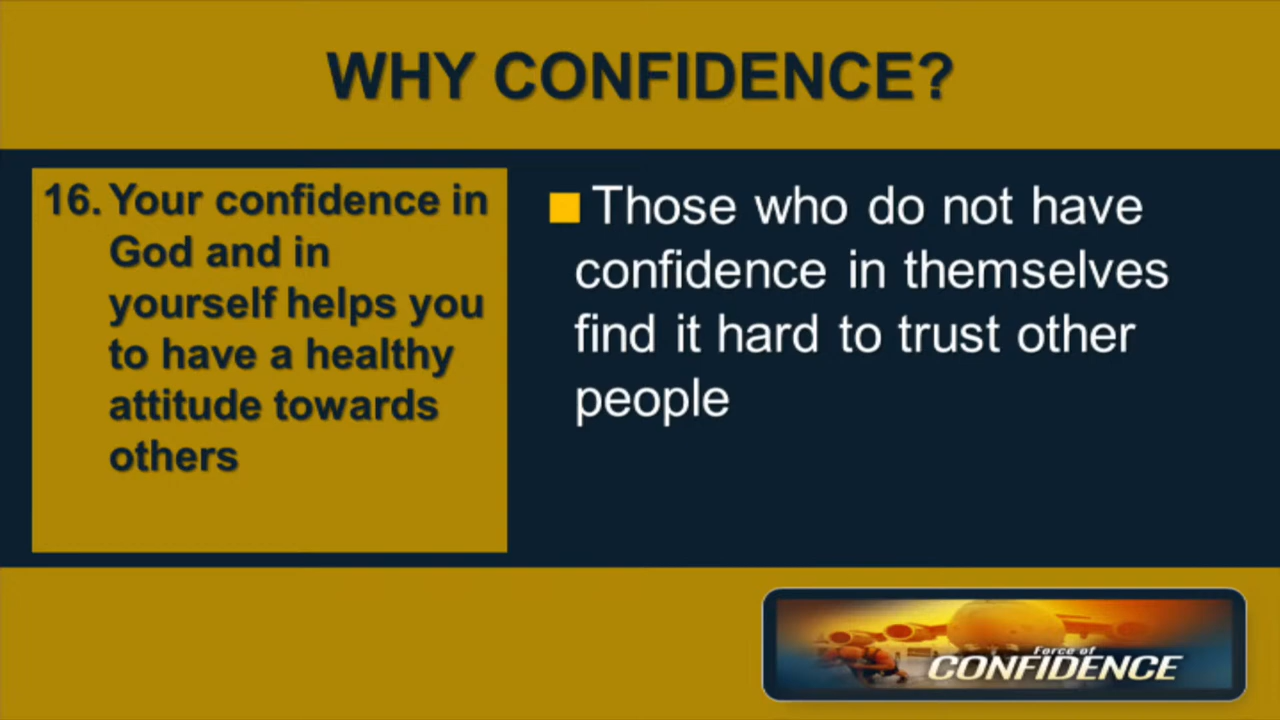 WHY CONFIDENCE?
16. Your confidence in
God and in
yourself helps you
to have a healthy
attitude towards
others
Those who do not have
confidence in themselves
find it hard to trust other
people
Force of
CONFIDENCE